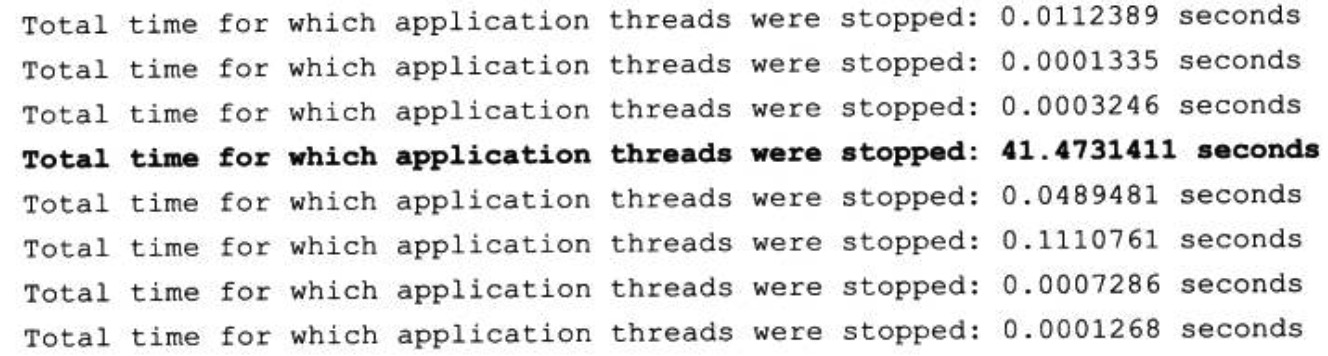 Total time for which application threads were stopped: 0.0112389 seconds
Total time for which application threads were stopped: 0.0001335 seconds
Total time for which application threads were stopped: 0.0003246 seconds
Total time for which application threads were stopped: 41.4731411 seconds
Total time for which application threads were stopped: 0.0489481 seconds
Total time for which application threads were stopped: 0.1110761 seconds
Total time for which application threads were stopped: 0.0007286 seconds
Total time for which application threads were stopped: 0.0001268 seconds